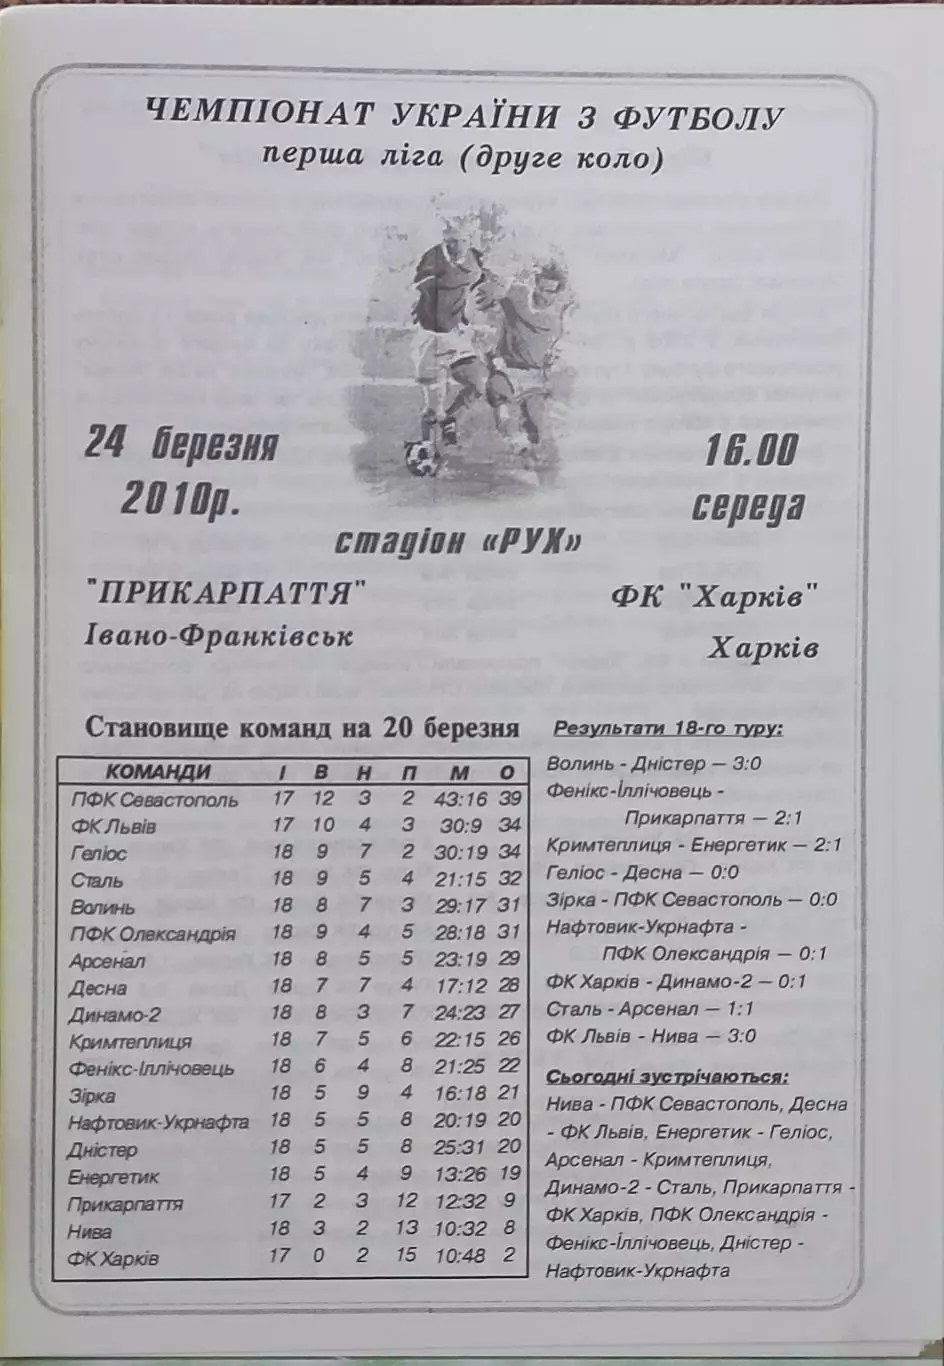 ЧЕМПІОНАТ УКРАЇНИ З ФУТБОЛУ
перша ліга (друге коло)
24 березня
2010р.
16.00
середа
стадіон «РУХ»
"ПРИКАРПАТТЯ"
Івано-Франківськ
ФК "Харків"
Харків
Становище команд на 20 березня
КОМАНДИ І В Н П М О
ПФК Севастополь 17 12 3 2 43:16 39
ФК Львів 17 10 4 3 30:9 34
Геліос 18 9 7 2 30:19 34
Сталь 18 9 5 4 21:15 32
Волинь 18 8 7 3 29:17 31
ПФК Олександрія 18 9 4 5 28:18 31
Арсенал 18 8 5 5 23:19 29
Десна 18 7 7 4 17:12 28
Динамо-2 18 8 3 7 24:23 27
Кримтеплиця 18 7 5 6 22:15 26
Фенікс-Іллічовець 18 6 4 8 21:25 22
Зірка 18 5 9 4 16:18 21
Нафтовик-Укрнафта 18 5 5 8 20:19 20
Дністер 18 5 5 8 25:31 20
Енергетик 18 5 4 9 13:26 19
Прикарпаття 17 2 3 12 12:32 9
Нива 18 3 2 13 10:32 8
ФК Харків 17 0 2 15 10:48 2
Результати 18-го туру:
Волинь - Дністер — 3:0
Фенікс-Іллічовець -
Прикарпаття — 2:1
Кримтеплиця - Енергетик — 2:1
Геліос - Десна — 0:0
Зірка - ПФК Севастополь — 0:0
Нафтовик-Укрнафта -
ПФК Олександрія — 0:1
ФК Харків - Динамо-2 — 0:1
Сталь - Арсенал — 1:1
ФК Львів - Нива — 3:0
Сьогодні зустрічаються:
Нива - ПФК Севастополь, Десна
- ФК Львів, Енергетик - Геліос,
Арсенал - Кримтеплиця,
Динамо-2 - Сталь, Прикарпаття -
ФК Харків, ПФК Олександрія -
Фенікс-Іллічовець, Дністер -
Нафтовик-Укрнафта